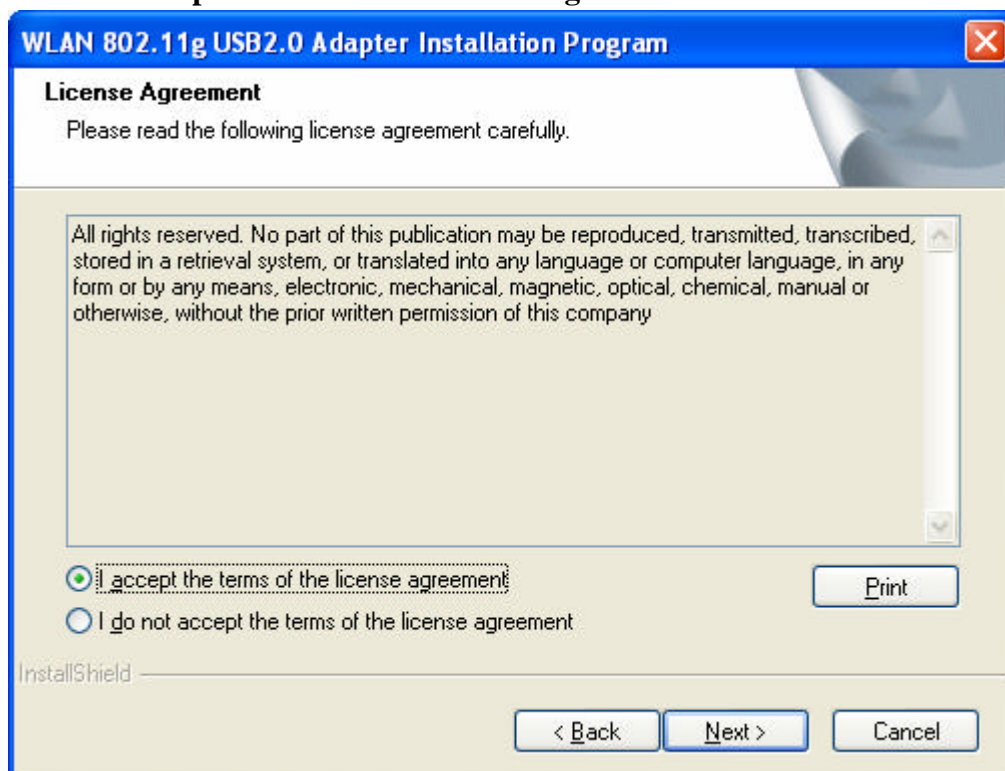 WLAN 802.11g USB2.0 Adapter Installation Program
License Agreement
Please read the following license agreement carefully.
All rights reserved. No part of this publication may be reproduced, transmitted, transcribed,
stored in a retrieval system, or translated into any language or computer language, in any
form or by any means, electronic, mechanical, magnetic, optical, chemical, manual or
otherwise, without the prior written permission of this company
I accept the terms of the license agreement
Print
I do not accept the terms of the license agreement
InstallShield
< Back
Next >
Cancel